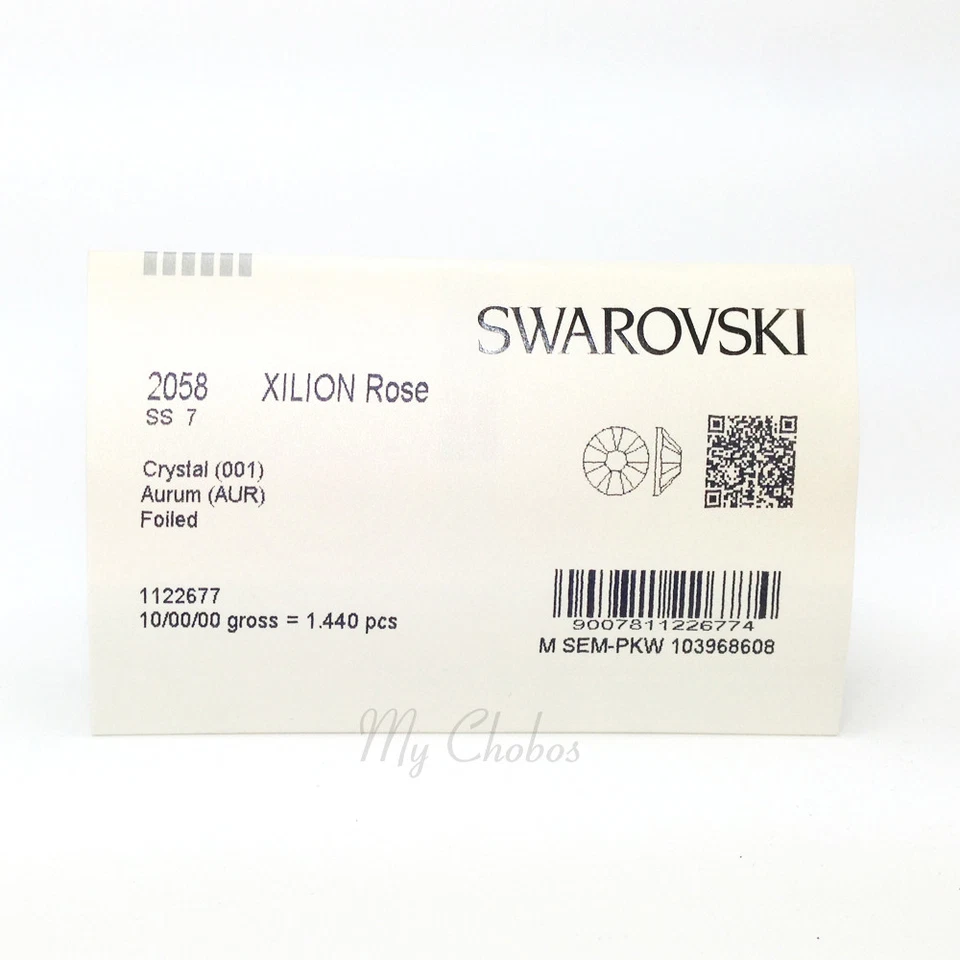 SWAROVSKI
2058 XILION Rose
SS 7
Crystal (001)
Aurum (AUR)
Foiled
1122677
10/00/00 gross = 1.440 pcs
9007811226774
M SEM-PKW 103968608
My Chobos